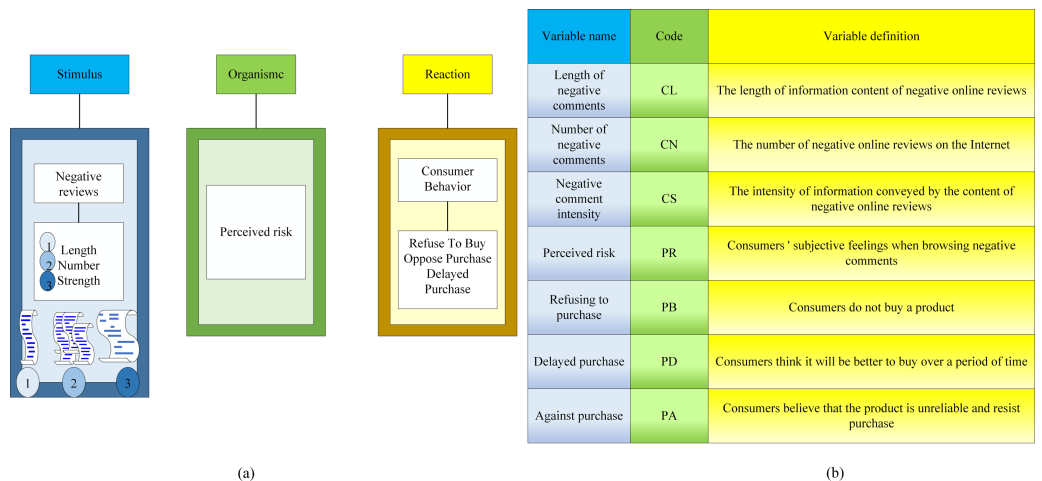 Stimulus
Negative
reviews
1
Length
2
Number
3
Strength
1
2
3
Organismc
Perceived risk
Reaction
Consumer
Behavior
Refuse To Buy
Oppose Purchase
Delayed
Purchase
(a)
Variable name
Code
Variable definition
Length of
negative
comments
CL
The length of information content of negative online reviews
Number of
negative
comments
CN
The number of negative online reviews on the Internet
Negative
comment
intensity
CS
The intensity of information conveyed by the content of
negative online reviews
Perceived risk
PR
Consumers ' subjective feelings when browsing negative
comments
Refusing to
purchase
PB
Consumers do not buy a product
Delayed purchase
PD
Consumers think it will be better to buy over a period of time
Against purchase
PA
Consumers believe that the product is unreliable and resist
purchase
(b)